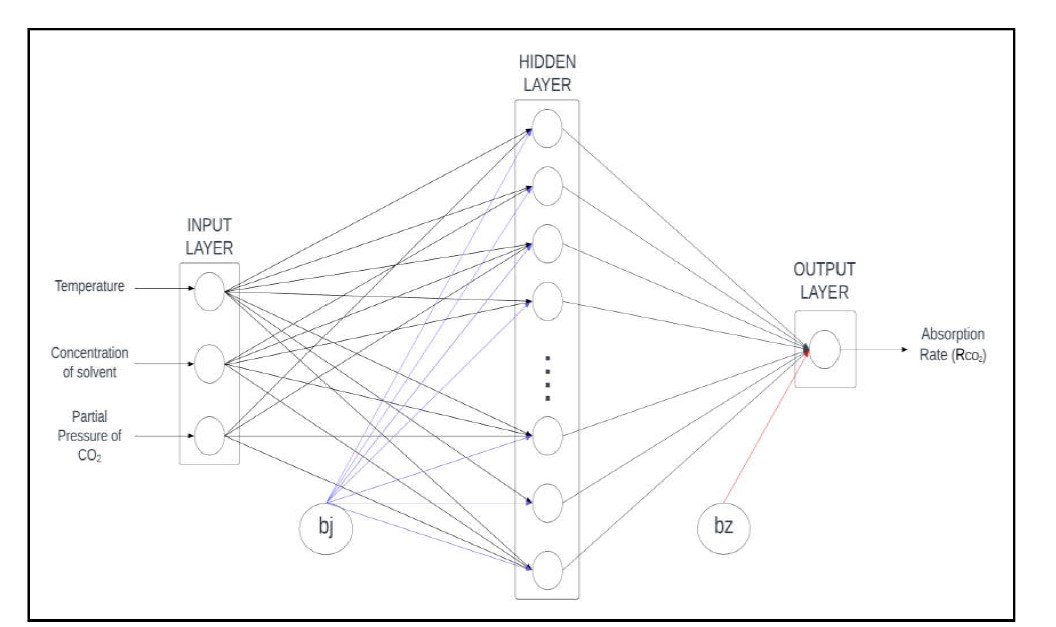 HIDDEN
LAYER
INPUT
LAYER
Temperature
Concentration
of solvent
Partial
Pressure of
CO₂
bj
bz
OUTPUT
LAYER
Absorption
Rate (Rco₂)